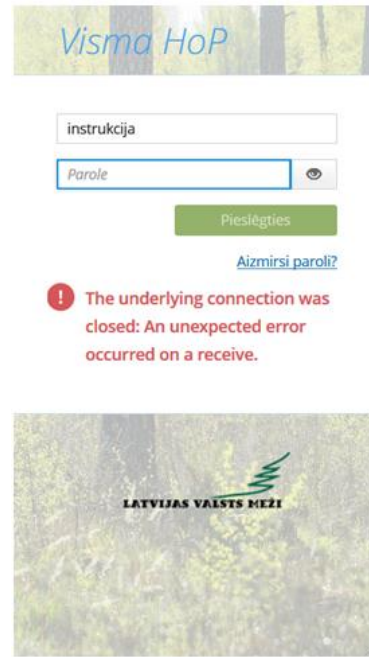 Visma HoP
instrukcija
Parole
Pieslēgties
Aizmirsi paroli?
! The underlying connection was
closed: An unexpected error
occurred on a receive.
LATVIJAS VALSTS MEŽI